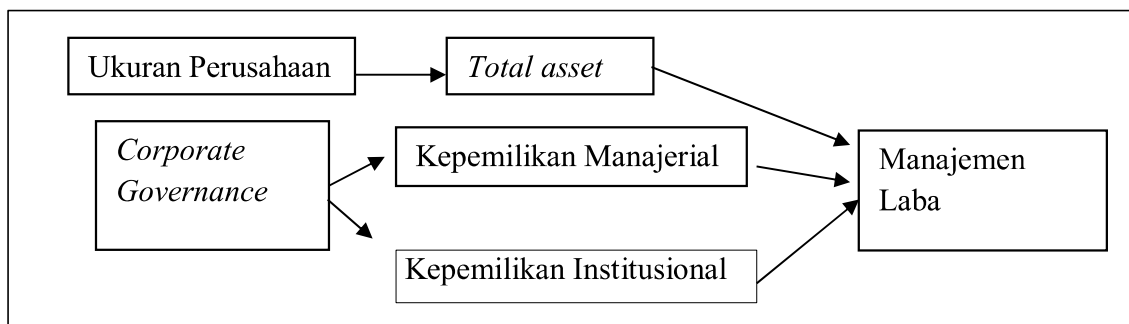 Ukuran Perusahaan
Total asset
Corporate
Governance
Kepemilikan Manajerial
Kepemilikan Institusional
Manajemen
Laba